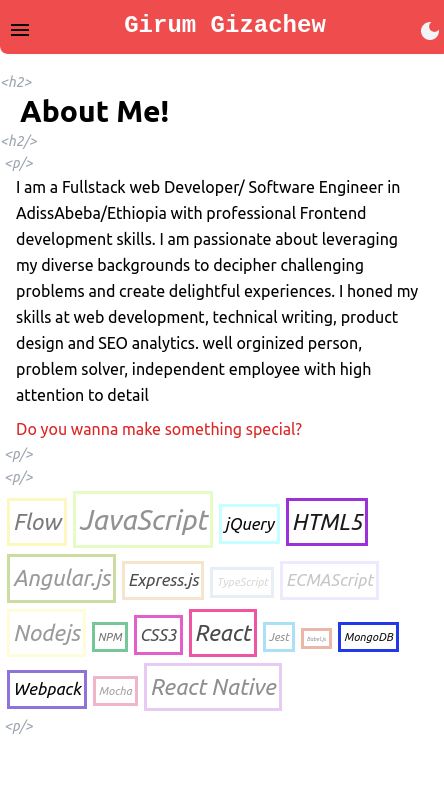 Girum Gizachew
<h2>
About Me!
<h2/>
<p/>
I am a Fullstack web Developer/ Software Engineer in
AdissAbeba/Ethiopia with professional Frontend
development skills. I am passionate about leveraging
my diverse backgrounds to decipher challenging
problems and create delightful experiences. I honed my
skills at web development, technical writing, product
design and SEO analytics. well orginized person,
problem solver, independent employee with high
attention to detail
Do you wanna make something special?
<p/>
<p/>
Flow JavaScript jQuery HTML5
Angular.js Express.js TypeScript ECMAScript
Nodejs NPM CSS3 React Jest Babel.js MongoDB
Webpack Mocha React Native
<p/>